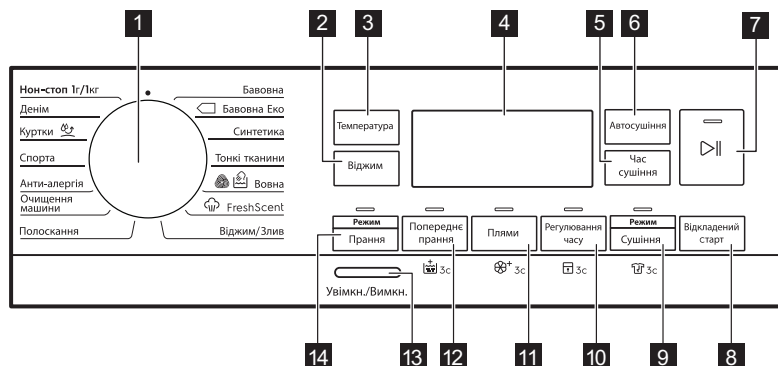 1
2
3
4
5
6
7
Нон-стоп 1г/1кг
Денім
Куртки
Спорта
Анти-алергія
Очищення
машини
Полоскання
Бавовна
Бавовна Еко
Синтетика
Тонкі тканини
Вовна
FreshScent
Віджим/Злив
Температура
Віджим
Автосушіння
Час
сушіння
Режим
Прання
Попереднє
прання
Плями
Регулювання
часу
Режим
Сушіння
Відкладений
старт
3с
+ 3с
3с
3с
Увімкн./Вимкн.
14
13
12
11
10
9
8